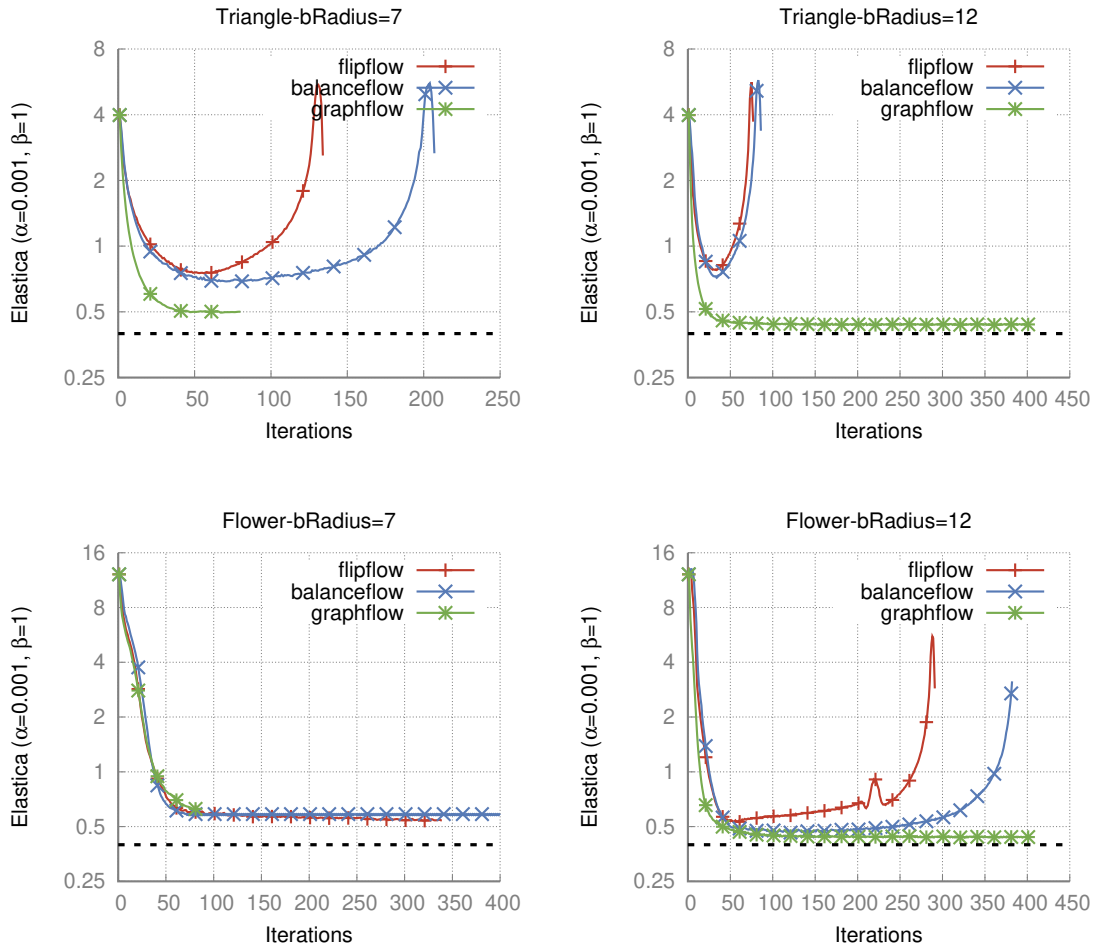 Triangle-bRadius=7
Elastica (α=0.001, β=1)
8
4
2
1
0.5
0.25
flipflow
balanceflow
graphflow
0 50 100 150 200 250
Iterations
Triangle-bRadius=12
Elastica (α=0.001, β=1)
8
4
2
1
0.5
0.25
flipflow
balanceflow
graphflow
0 50 100 150 200 250 300 350 400 450
Iterations
Flower-bRadius=7
Elastica (α=0.001, β=1)
16
8
4
2
1
0.5
0.25
flipflow
balanceflow
graphflow
0 50 100 150 200 250 300 350 400
Iterations
Flower-bRadius=12
Elastica (α=0.001, β=1)
16
8
4
2
1
0.5
0.25
flipflow
balanceflow
graphflow
0 50 100 150 200 250 300 350 400 450
Iterations